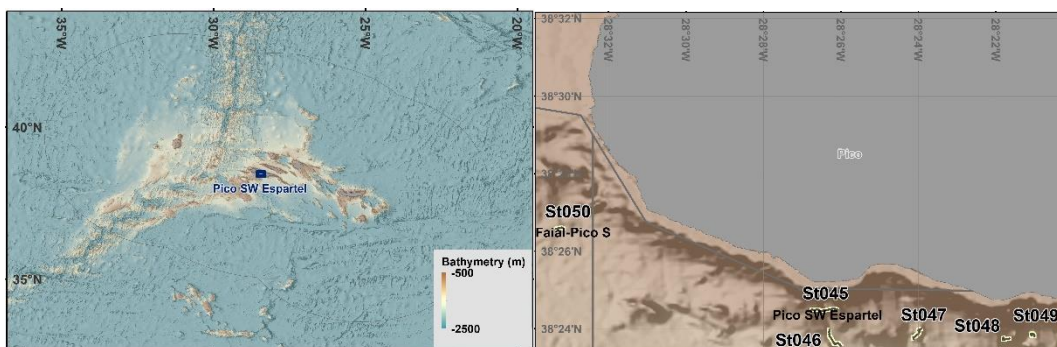 35°W
30°W
25°W
20°W
40°N
35°N
Pico SW Espartel
Bathymetry (m)
-500
-2500
38°32'N
38°30'N
38°26'N
38°24'N
28°32'W
28°30'W
28°28'W
28°26'W
28°24'W
28°22'W
Pico
St050
Faial-Pico S
St045
Pico SW Espartel
St046
St047
St048
St049